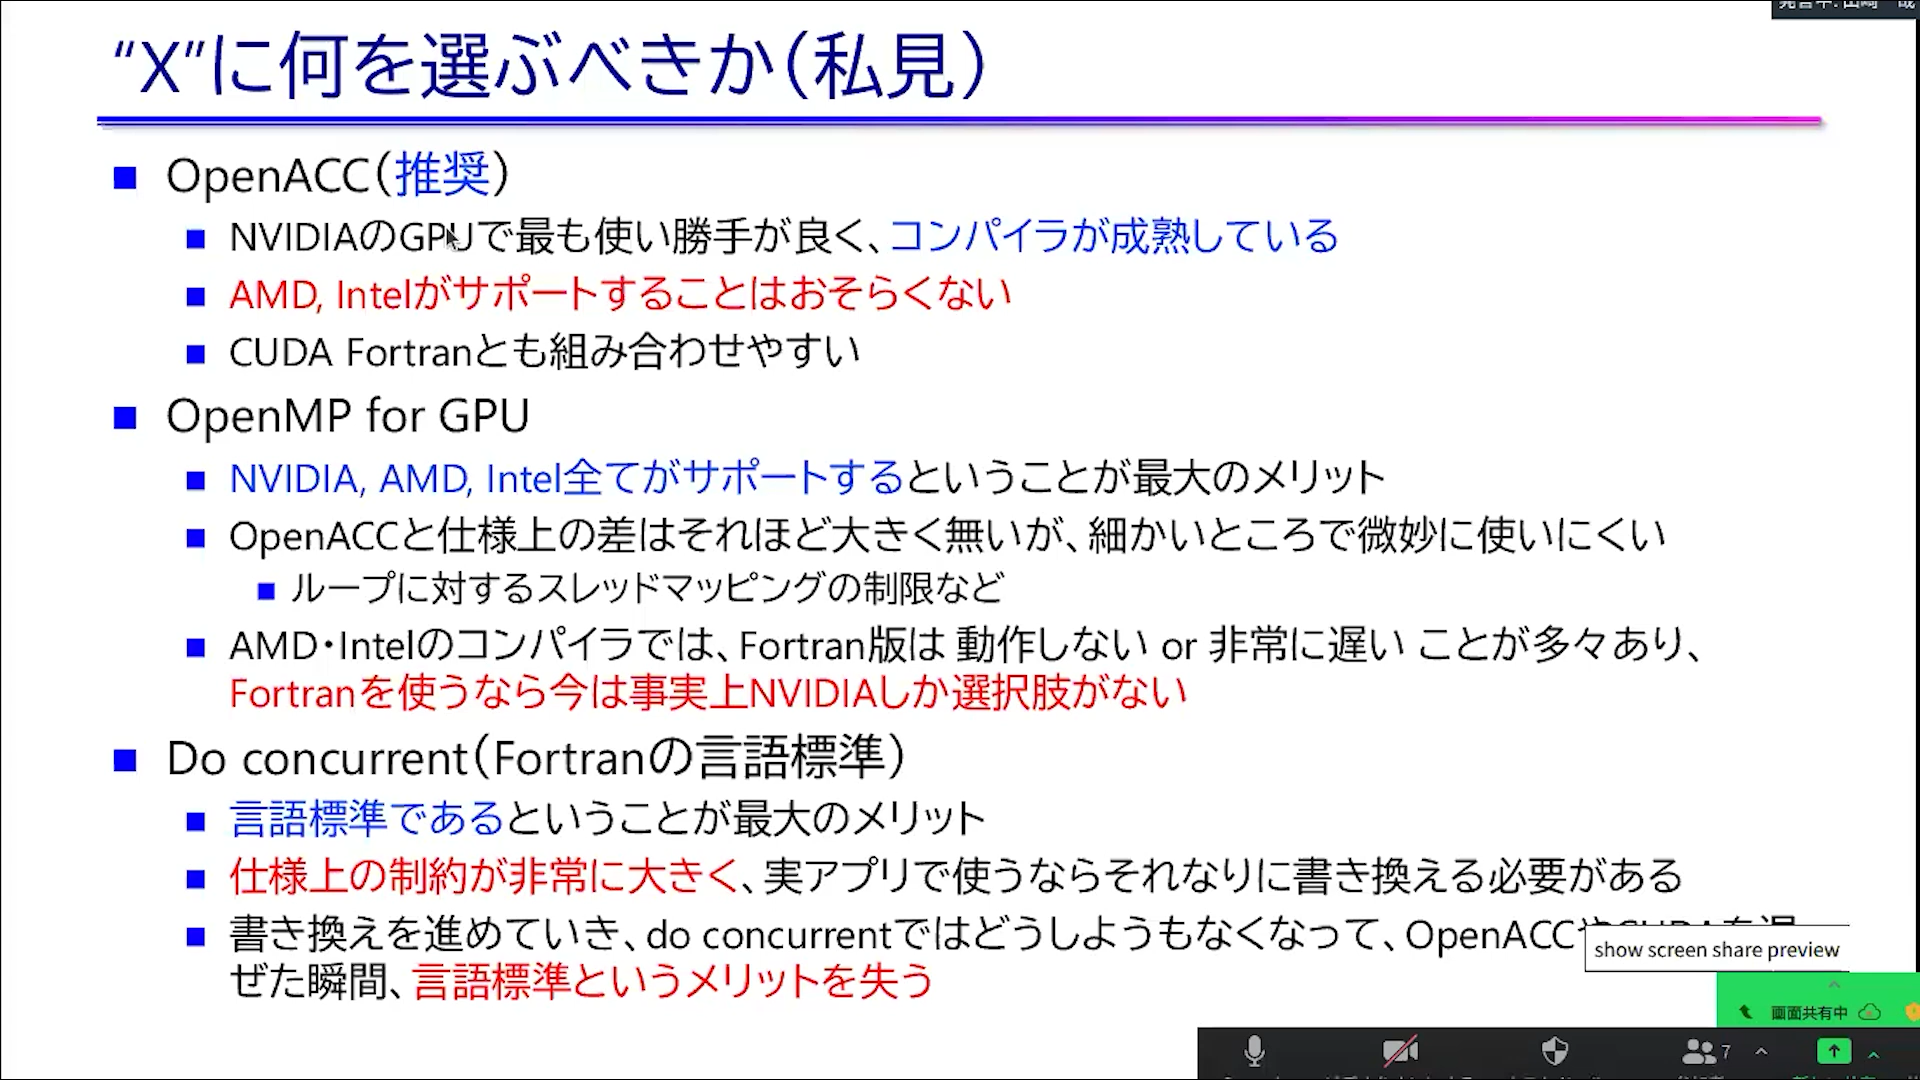 “X”に何を選ぶべきか（私見）
OpenACC（推奨）
NVIDIAのGPUで最も使い勝手が良く、コンパイラが成熟している
AMD, Intelがサポートすることはおそらくない
CUDA Fortranとも組み合わせやすい
OpenMP for GPU
NVIDIA, AMD, Intel全てがサポートするということが最大のメリット
OpenACCと仕様上の差はそれほど大きく無いが、細かいところで微妙に使いにくい
ループに対するスレッドマッピングの制限など
AMD・Intelのコンパイラでは、Fortran版は 動作しない or 非常に遅い ことが多々あり、
Fortranを使うなら今は事実上NVIDIAしか選択肢がない
Do concurrent（Fortranの言語標準）
言語標準であるということが最大のメリット
仕様上の制約が非常に大きく、実アプリで使うならそれなりに書き換える必要がある
書き換えを進めていき、do concurrentではどうしようもなくなって、OpenACC
ぜた瞬間、言語標準というメリットを失う
show screen share preview
画面共有中
7